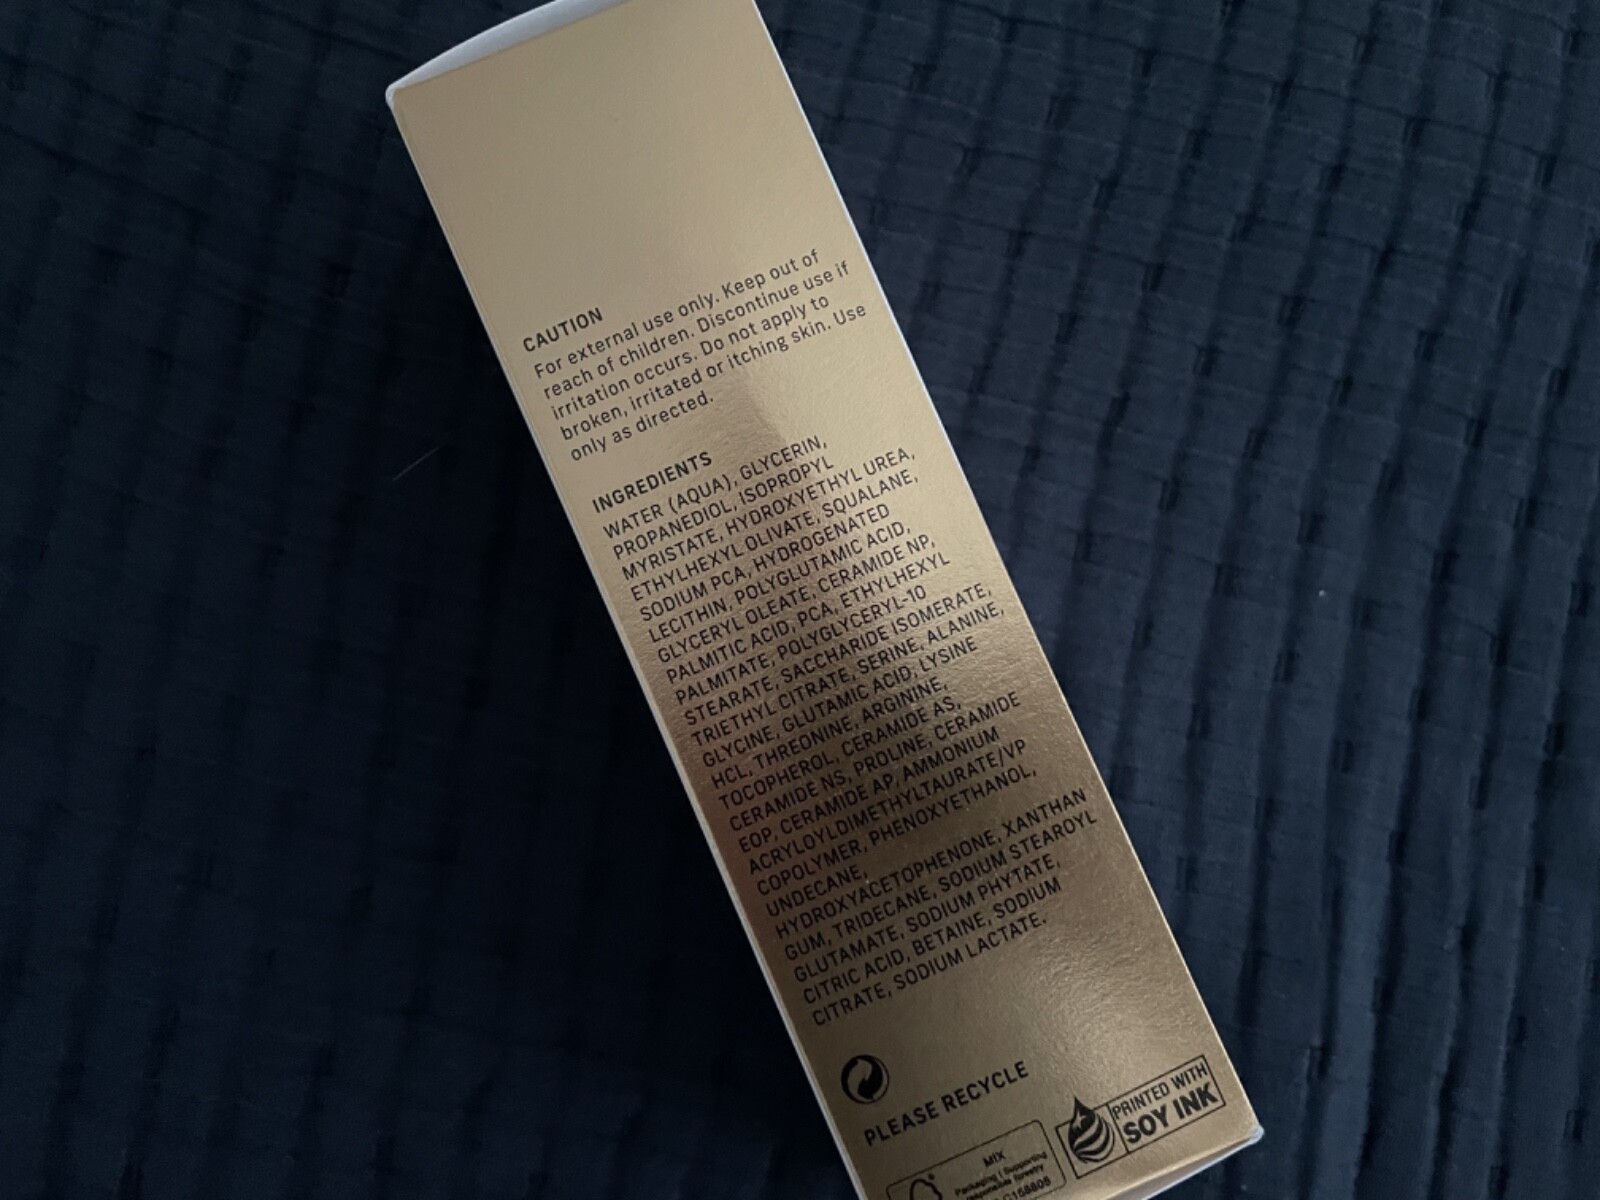 CAUTION
For external use only. Keep out of
reach of children. Discontinue use if
irritation occurs. Do not apply to
broken, irritated or itching skin. Use
only as directed.
INGREDIENTS
WATER (AQUA), GLYCERIN,
PROPANEDIOL, ISOPROPYL
MYRISTATE, HYDROXYETHYL UREA,
ETHYLHEXYL OLIVATE, SQUALANE,
SODIUM PCA, HYDROGENATED
LECITHIN, POLYGLUTAMIC ACID,
GLYCERYL OLEATE, CERAMIDE NP,
PALMITIC ACID, PCA, ETHYLHEXYL
PALMITATE, POLYGLYCERYL-10
STEARATE, SACCHARIDE ISOMERATE,
TRIETHYL CITRATE, SERINE, ALANINE,
GLYCINE, GLUTAMIC ACID, LYSINE
HCL, THREONINE, ARGININE,
TOCOPHEROL, CERAMIDE AS,
CERAMIDE NS, PROLINE, CERAMIDE
EOP, CERAMIDE AP, AMMONIUM
ACRYLOYLDIMETHYLTAURATE/VP
COPOLYMER, PHENOXYETHANOL,
UNDECANE,
HYDROXYACETOPHENONE, XANTHAN
GUM, TRIDECANE, SODIUM STEAROYL
GLUTAMATE, SODIUM PHYTATE,
CITRIC ACID, BETAINE, SODIUM
CITRATE, SODIUM LACTATE.
PLEASE RECYCLE
PRINTED WITH
SOY INK
MIX
Packaging | Supporting
responsible forestry
C158808